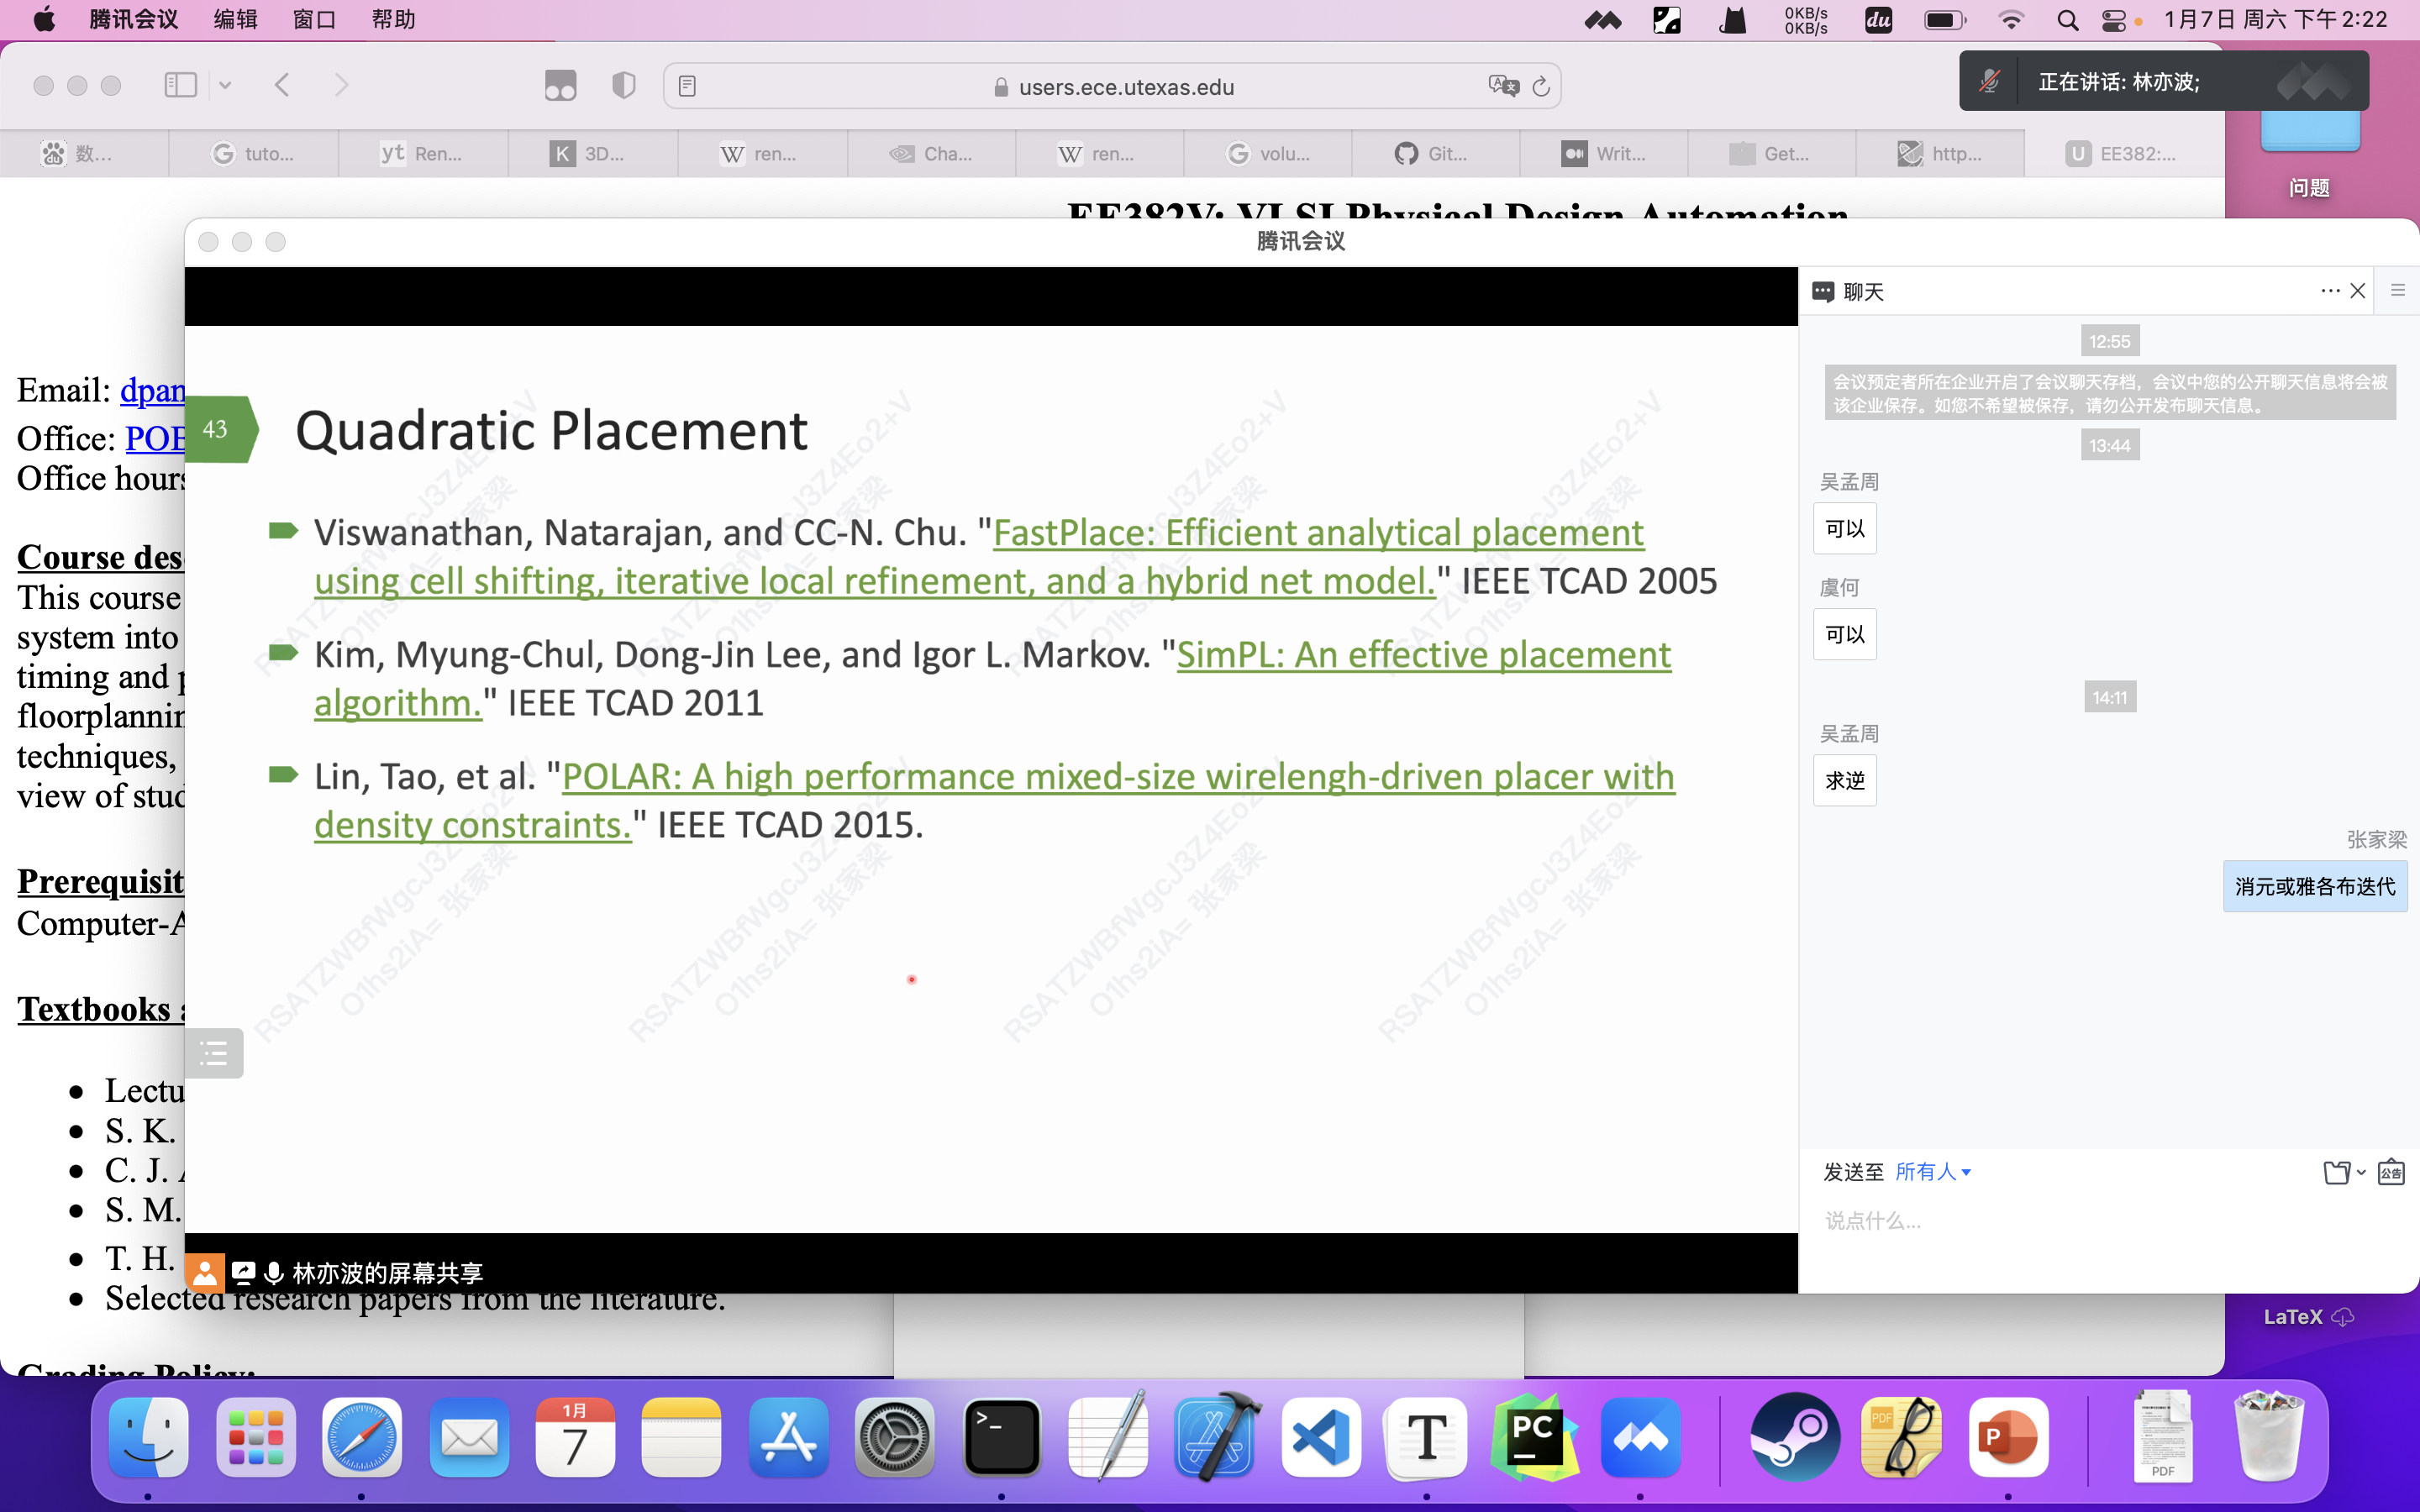 腾讯会议 编辑 窗口 帮助
0KB/s
0KB/s
du
1月7日 周六 下午2:22
users.ece.utexas.edu
正在讲话: 林亦波;
数...
G tuto...
yt Ren...
K 3D...
W ren...
Cha...
W ren...
G volu...
Git...
Writ...
Get...
http...
U EE382:...
问题
EE382V: VLSI Physical Design Automation
腾讯会议
Email: dpan
Office: POB
Office hours
Course des
This course
system into
timing and p
floorplannin
techniques,
view of stud
Prerequisit
Computer-A
Textbooks a
Lectu
S. K.
C. J. A
S. M.
T. H.
Selected research papers from the literature.
Grading Policy:
43
Quadratic Placement
Viswanathan, Natarajan, and CC-N. Chu. "FastPlace: Efficient analytical placement
using cell shifting, iterative local refinement, and a hybrid net model." IEEE TCAD 2005
Kim, Myung-Chul, Dong-Jin Lee, and Igor L. Markov. "SimPL: An effective placement
algorithm." IEEE TCAD 2011
Lin, Tao, et al. "POLAR: A high performance mixed-size wirelengh-driven placer with
density constraints." IEEE TCAD 2015.
RSATZWBfWgcJ3Z4Eo2+V
O1hs2iA= 张家梁
林亦波的屏幕共享
聊天
12:55
会议预定者所在企业开启了会议聊天存档，会议中您的公开聊天信息将会被
该企业保存。如您不希望被保存，请勿公开发布聊天信息。
13:44
吴孟周
可以
虞何
可以
14:11
吴孟周
求逆
张家梁
消元或雅各布迭代
发送至 所有人
公告
说点什么...
LaTeX
1月
7
>_
T
PC
PDF
P
PDF